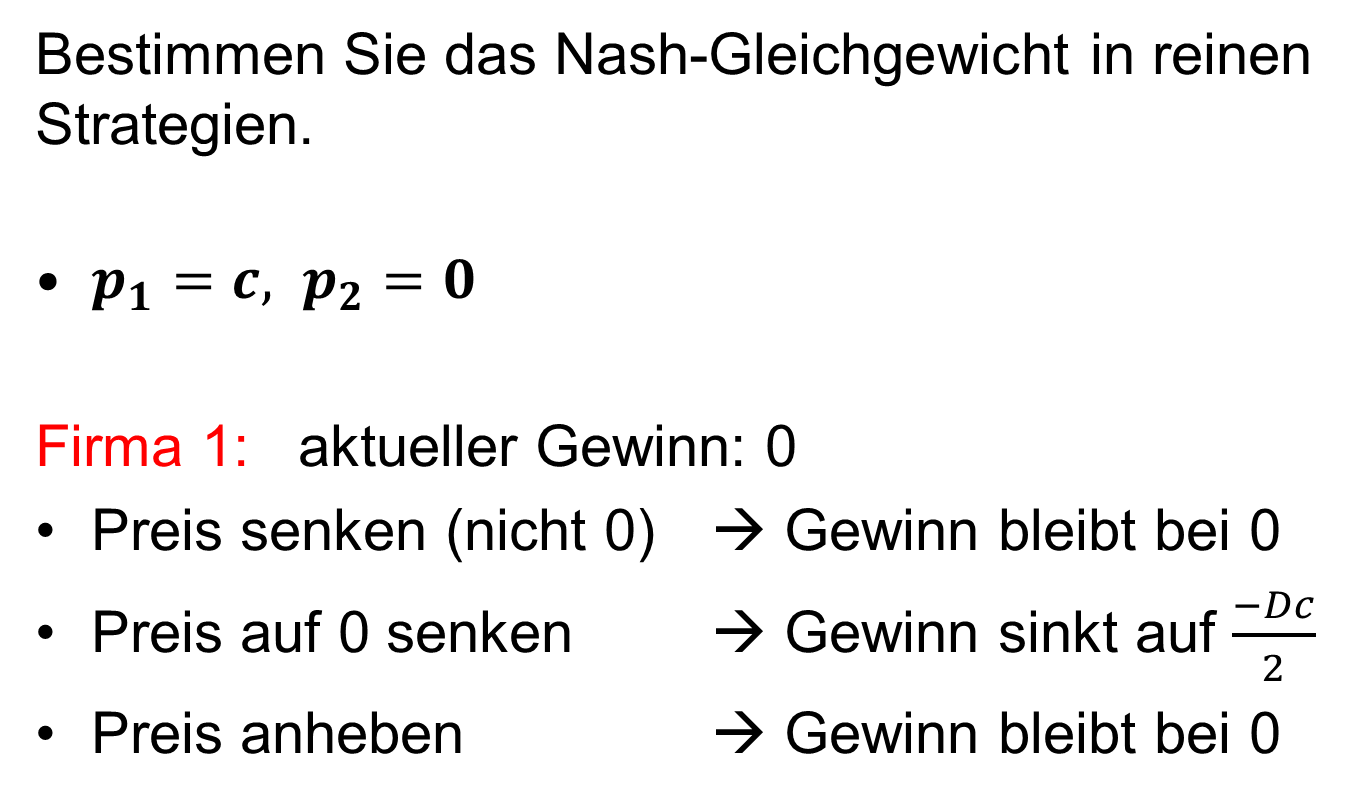 Bestimmen Sie das Nash-Gleichgewicht in reinen
Strategien.
• p₁ = c, p₂ = 0
Firma 1: aktueller Gewinn: 0
• Preis senken (nicht 0) → Gewinn bleibt bei 0
• Preis auf 0 senken → Gewinn sinkt auf −Dc/2
• Preis anheben → Gewinn bleibt bei 0